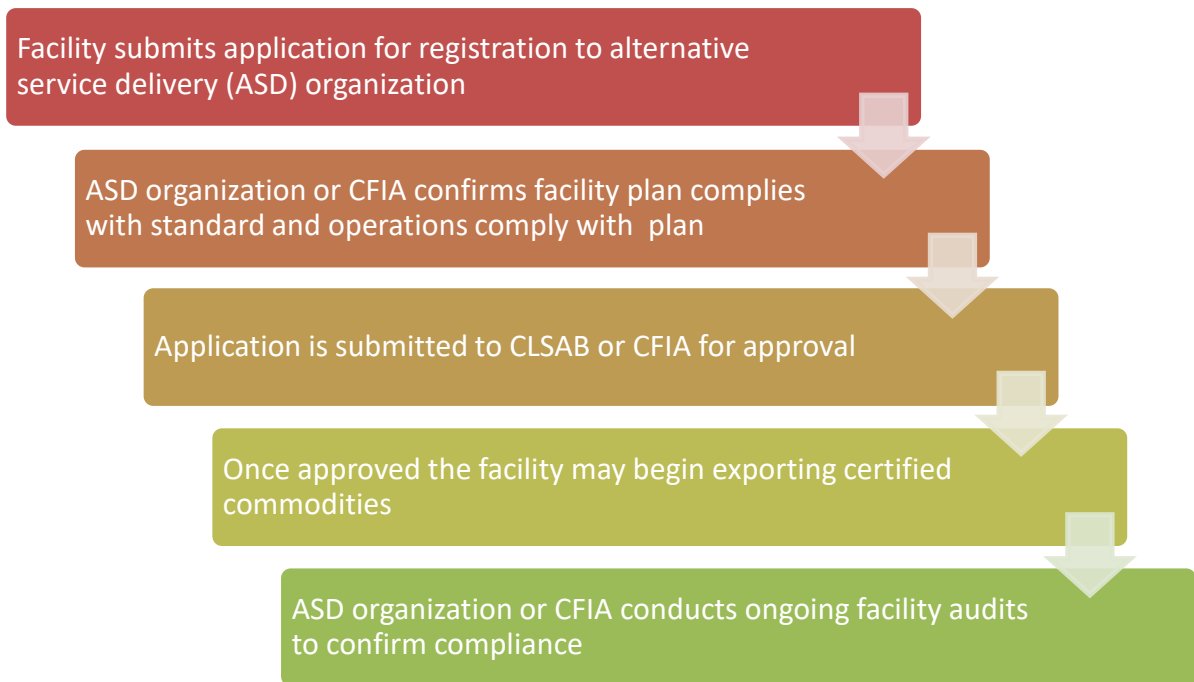 Facility submits application for registration to alternative
service delivery (ASD) organization
ASD organization or CFIA confirms facility plan complies
with standard and operations comply with  plan
Application is submitted to CLSAB or CFIA for approval
Once approved the facility may begin exporting certified
commodities
ASD organization or CFIA conducts ongoing facility audits
to confirm compliance